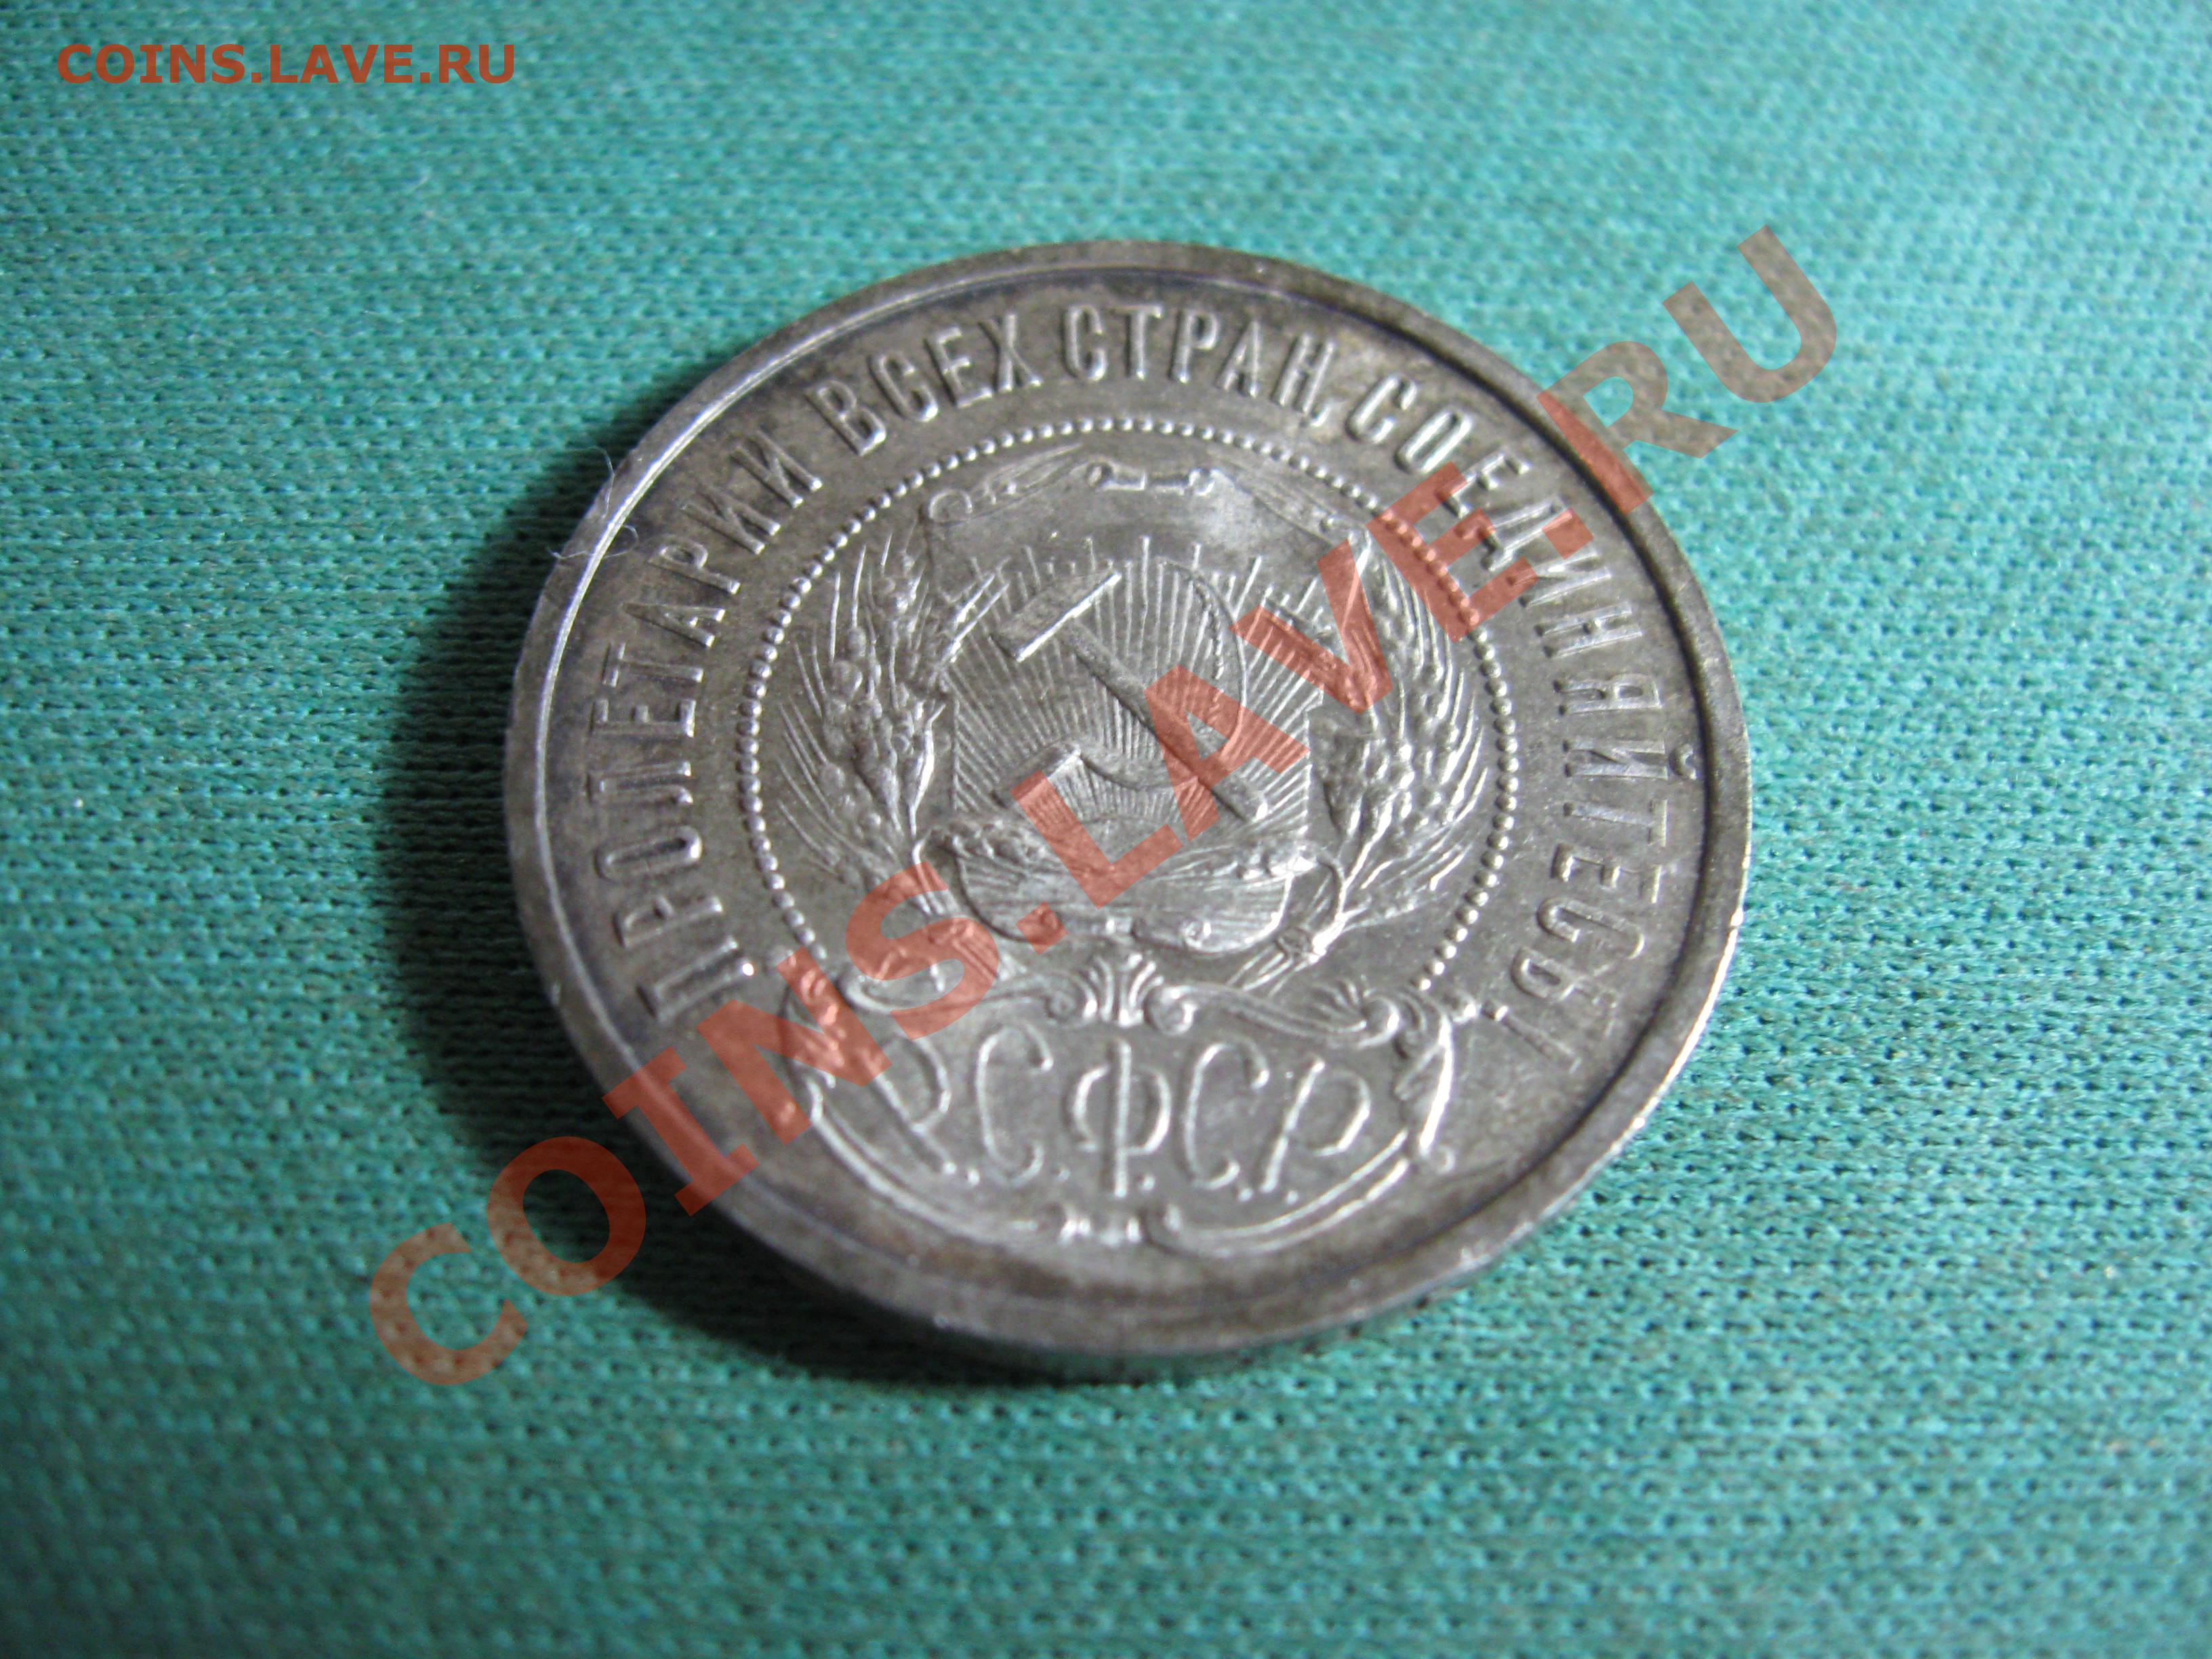 COINS.LAVE.RU
ПРОЛЕТАРИИ ВСЕХ СТРАН, СОЕДИНЯЙТЕСЬ!
Р.С.Ф.С.Р.
COINS.LAVE.RU